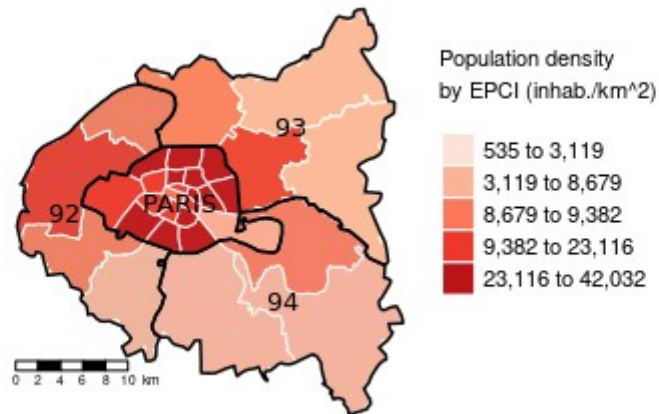 Population density
by EPCI (inhab./km^2)
93
535 to 3,119
3,119 to 8,679
92
PARIS
8,679 to 9,382
9,382 to 23,116
23,116 to 42,032
94
0 2 4 6 8 10 km